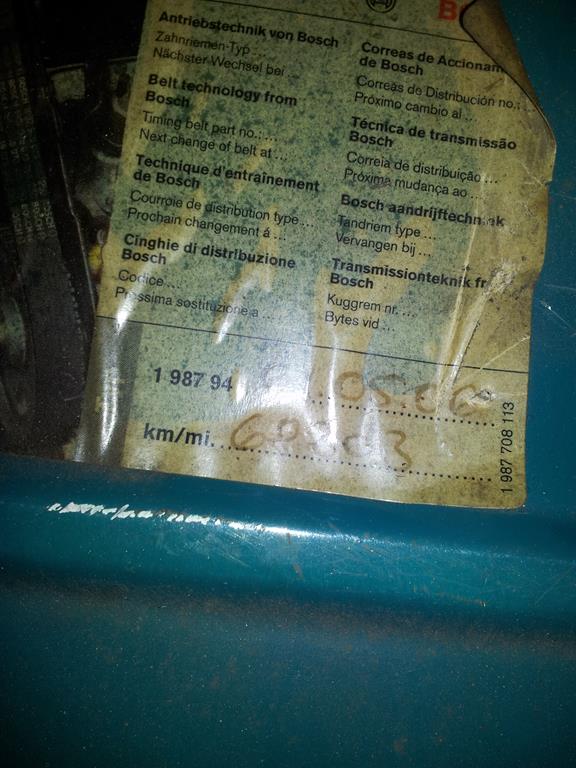 Antriebstechnik von Bosch
Zahnriemen-Typ ...
Nächster Wechsel bei ...
Belt technology from
Bosch
Timing belt part no.: ...
Next change of belt at ...
Technique d'entraînement
de Bosch
Courroie de distribution type ...
Prochain changement á ...
Cinghie di distribuzione
Bosch
Codice ...
Prossima sostituzione a ...
Correas de Accionam
de Bosch
Correas de Distribución no.:
Próximo cambio al ...
Técnica de transmissão
Bosch
Correia de distribuição ...
Próxima mudança ao ...
Bosch aandrijftechniek
Tandriem type ...
Vervangen bij ...
Transmissionteknik fr
Bosch
Kuggrem nr. ...
Bytes vid ...
1 987 94
05.06
km/mi.
1 987 708 113